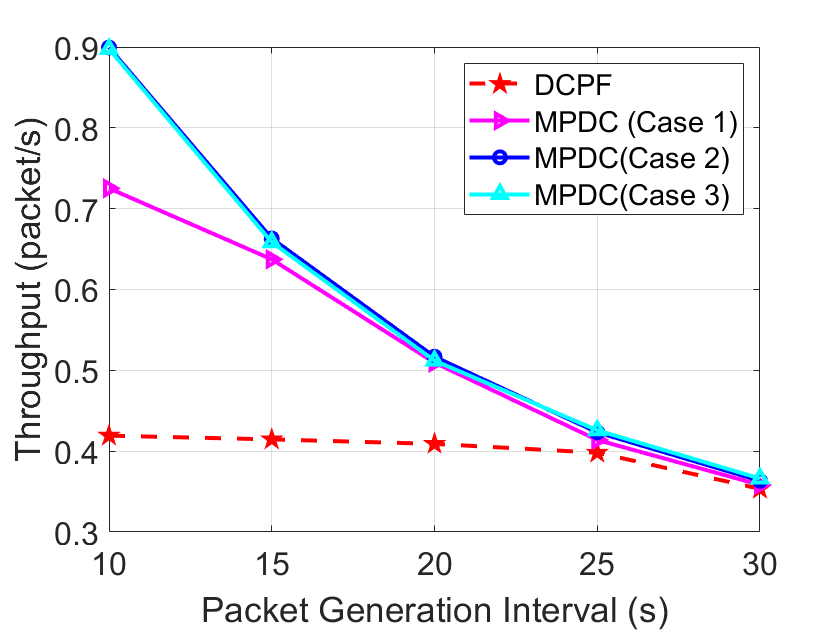 Throughput (packet/s)
0.9
0.8
0.7
0.6
0.5
0.4
0.3
DCPF
MPDC (Case 1)
MPDC(Case 2)
MPDC(Case 3)
10 15 20 25 30
Packet Generation Interval (s)